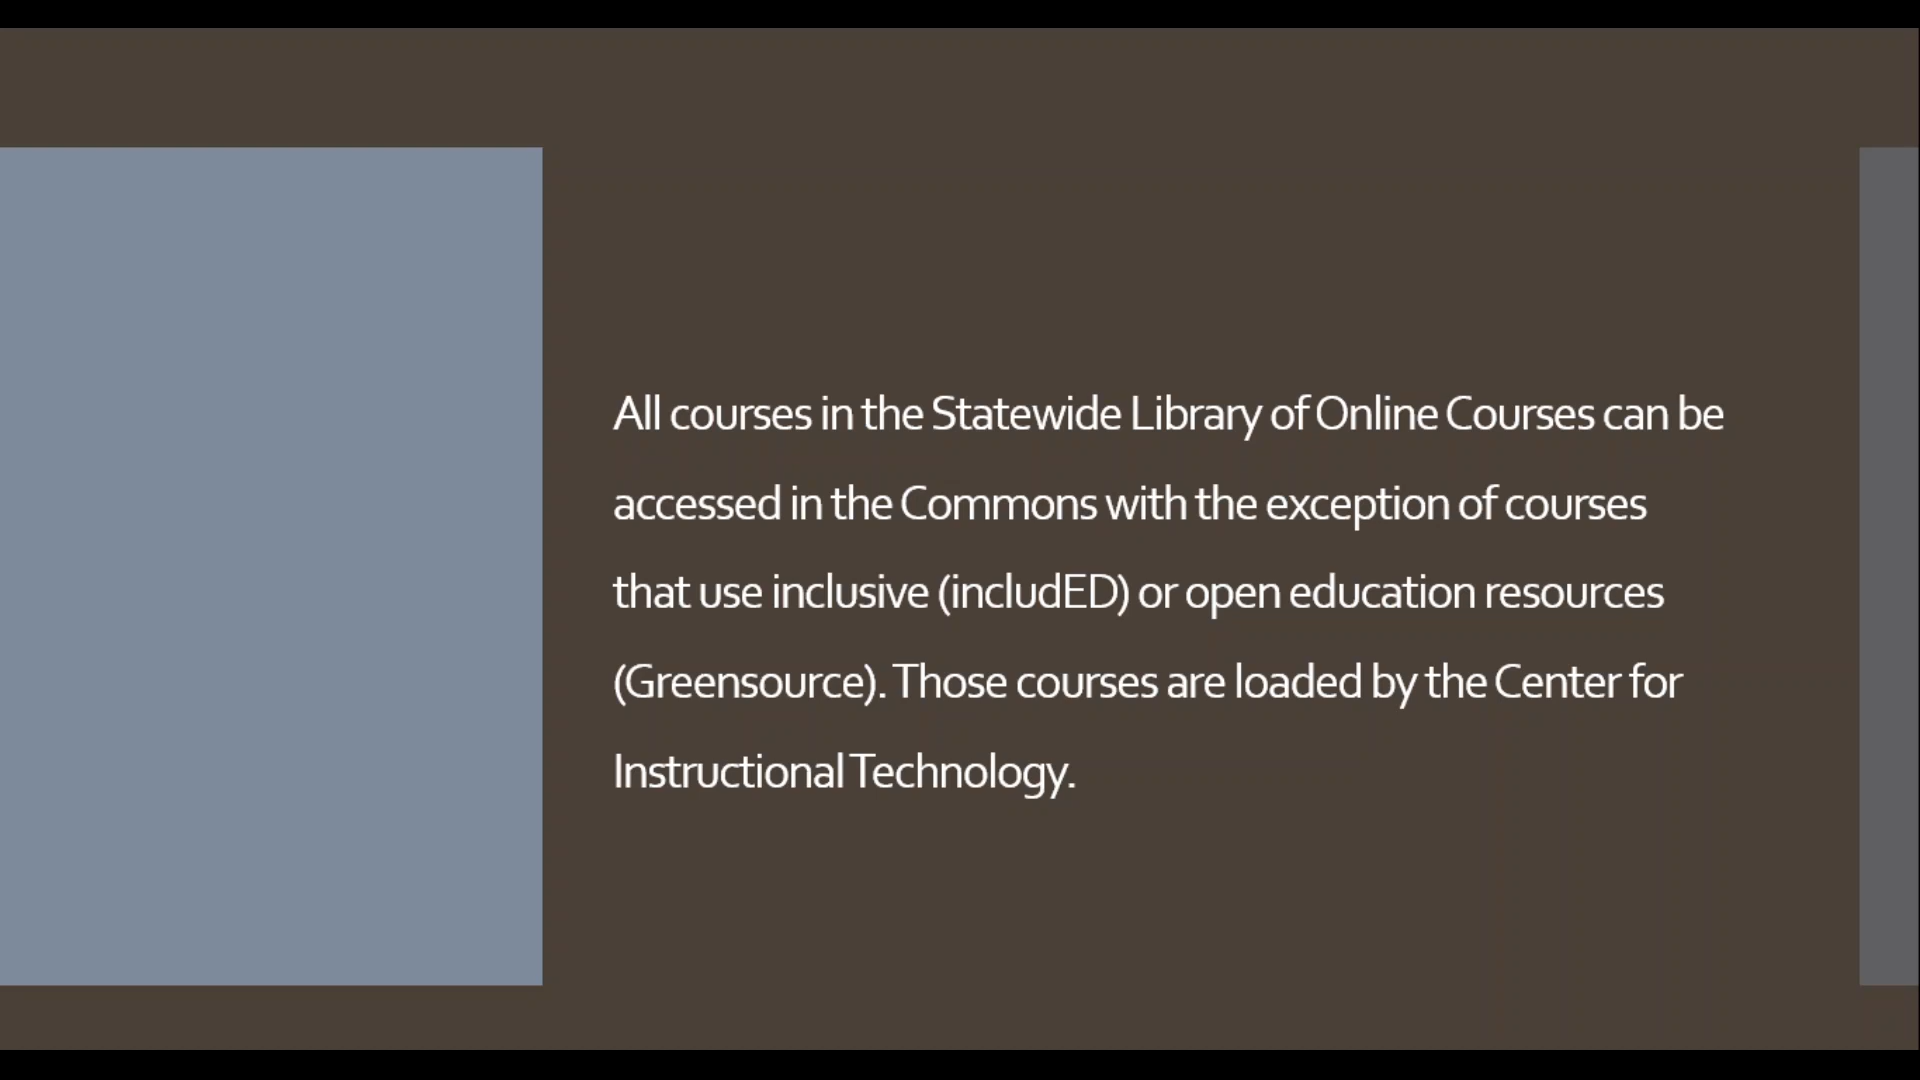 All courses in the Statewide Library of Online Courses can be
accessed in the Commons with the exception of courses
that use inclusive (includED) or open education resources
(Greensource). Those courses are loaded by the Center for
Instructional Technology.